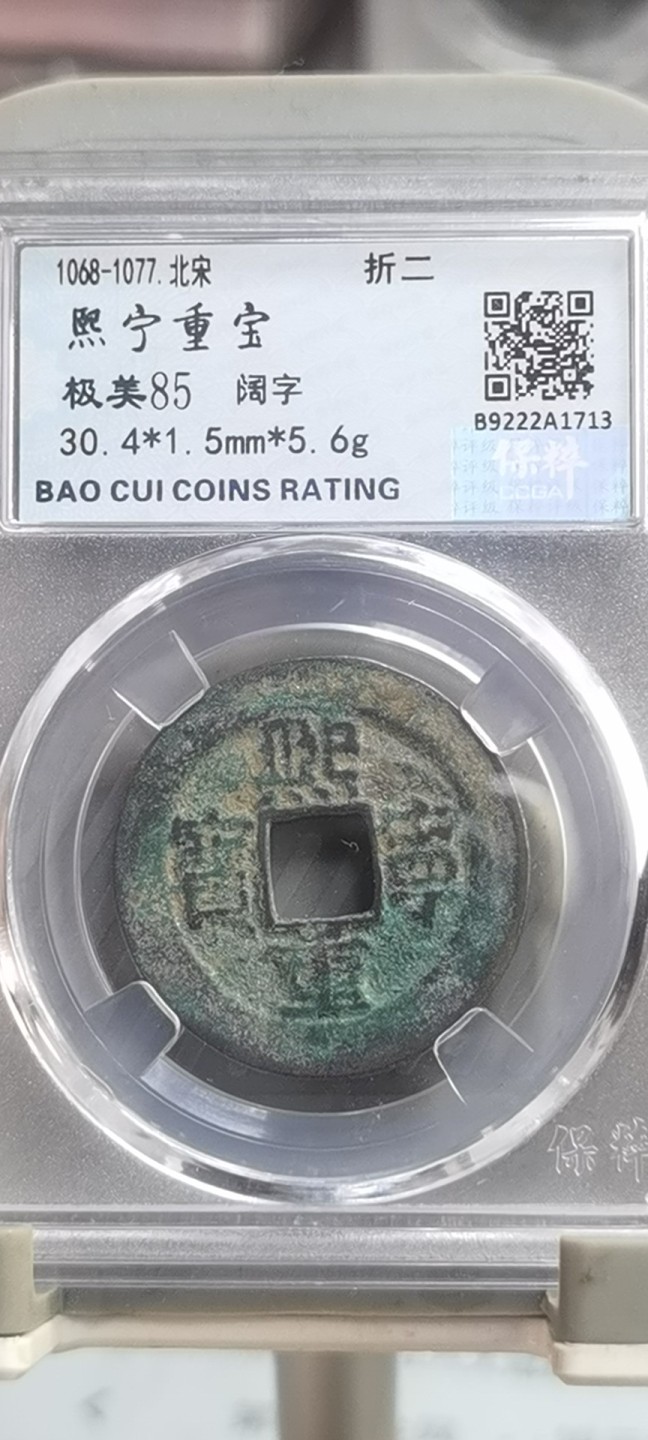 1068-1077.北宋 折二
熙宁重宝
极美85 阔字
30.4*1.5mm*5.6g
BAO CUI COINS RATING
B9222A1713
保粹
CCGA
熙
寶 寧
重
保粹